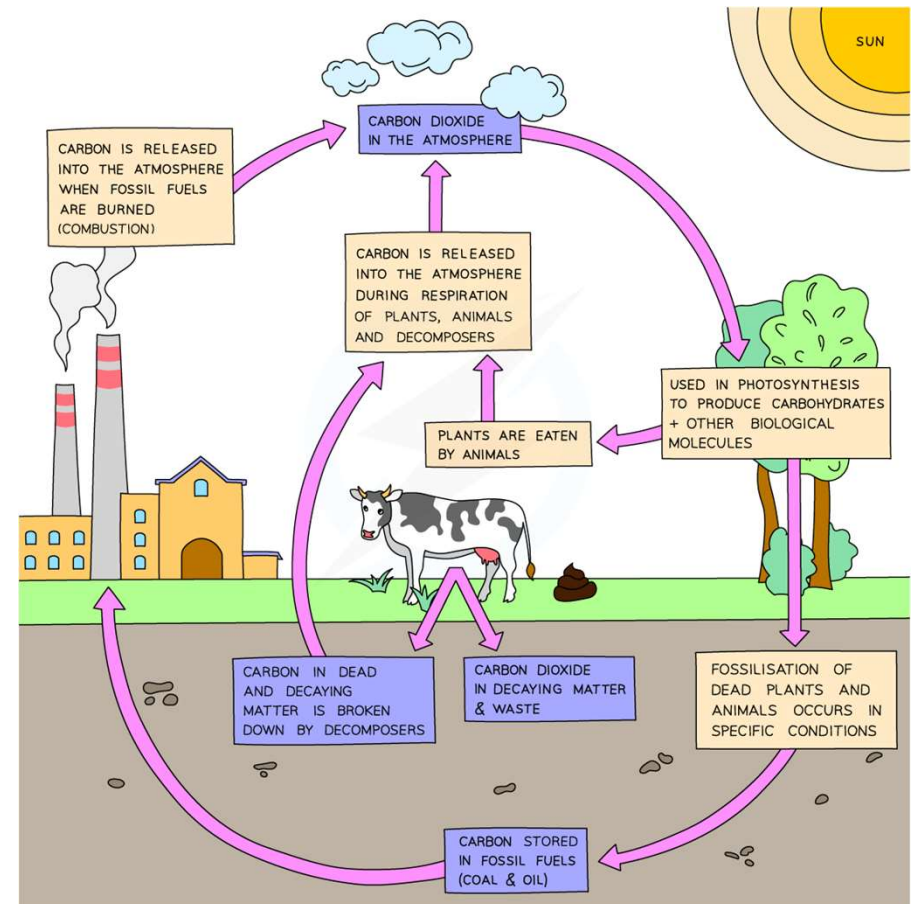 SUN
CARBON DIOXIDE
IN THE ATMOSPHERE
CARBON IS RELEASED
INTO THE ATMOSPHERE
WHEN FOSSIL FUELS
ARE BURNED
(COMBUSTION)
CARBON IS RELEASED
INTO THE ATMOSPHERE
DURING RESPIRATION
OF PLANTS, ANIMALS
AND DECOMPOSERS
USED IN PHOTOSYNTHESIS
TO PRODUCE CARBOHYDRATES
+ OTHER BIOLOGICAL
MOLECULES
PLANTS ARE EATEN
BY ANIMALS
CARBON IN DEAD
AND DECAYING
MATTER IS BROKEN
DOWN BY DECOMPOSERS
CARBON DIOXIDE
IN DECAYING MATTER
& WASTE
FOSSILISATION OF
DEAD PLANTS AND
ANIMALS OCCURS IN
SPECIFIC CONDITIONS
CARBON STORED
IN FOSSIL FUELS
(COAL & OIL)